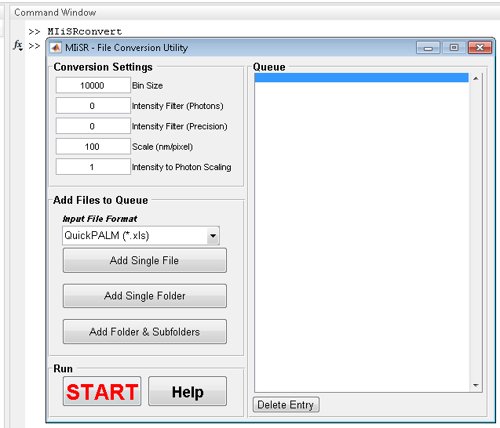 Command Window
>> MIiSRconvert
fx >>
MIiSR - File Conversion Utility
Conversion Settings
10000 Bin Size
0 Intensity Filter (Photons)
0 Intensity Filter (Precision)
100 Scale (nm/pixel)
1 Intensity to Photon Scaling
Add Files to Queue
Input File Format
QuickPALM (*.xls)
Add Single File
Add Single Folder
Add Folder & Subfolders
Run
START Help
Queue
Delete Entry